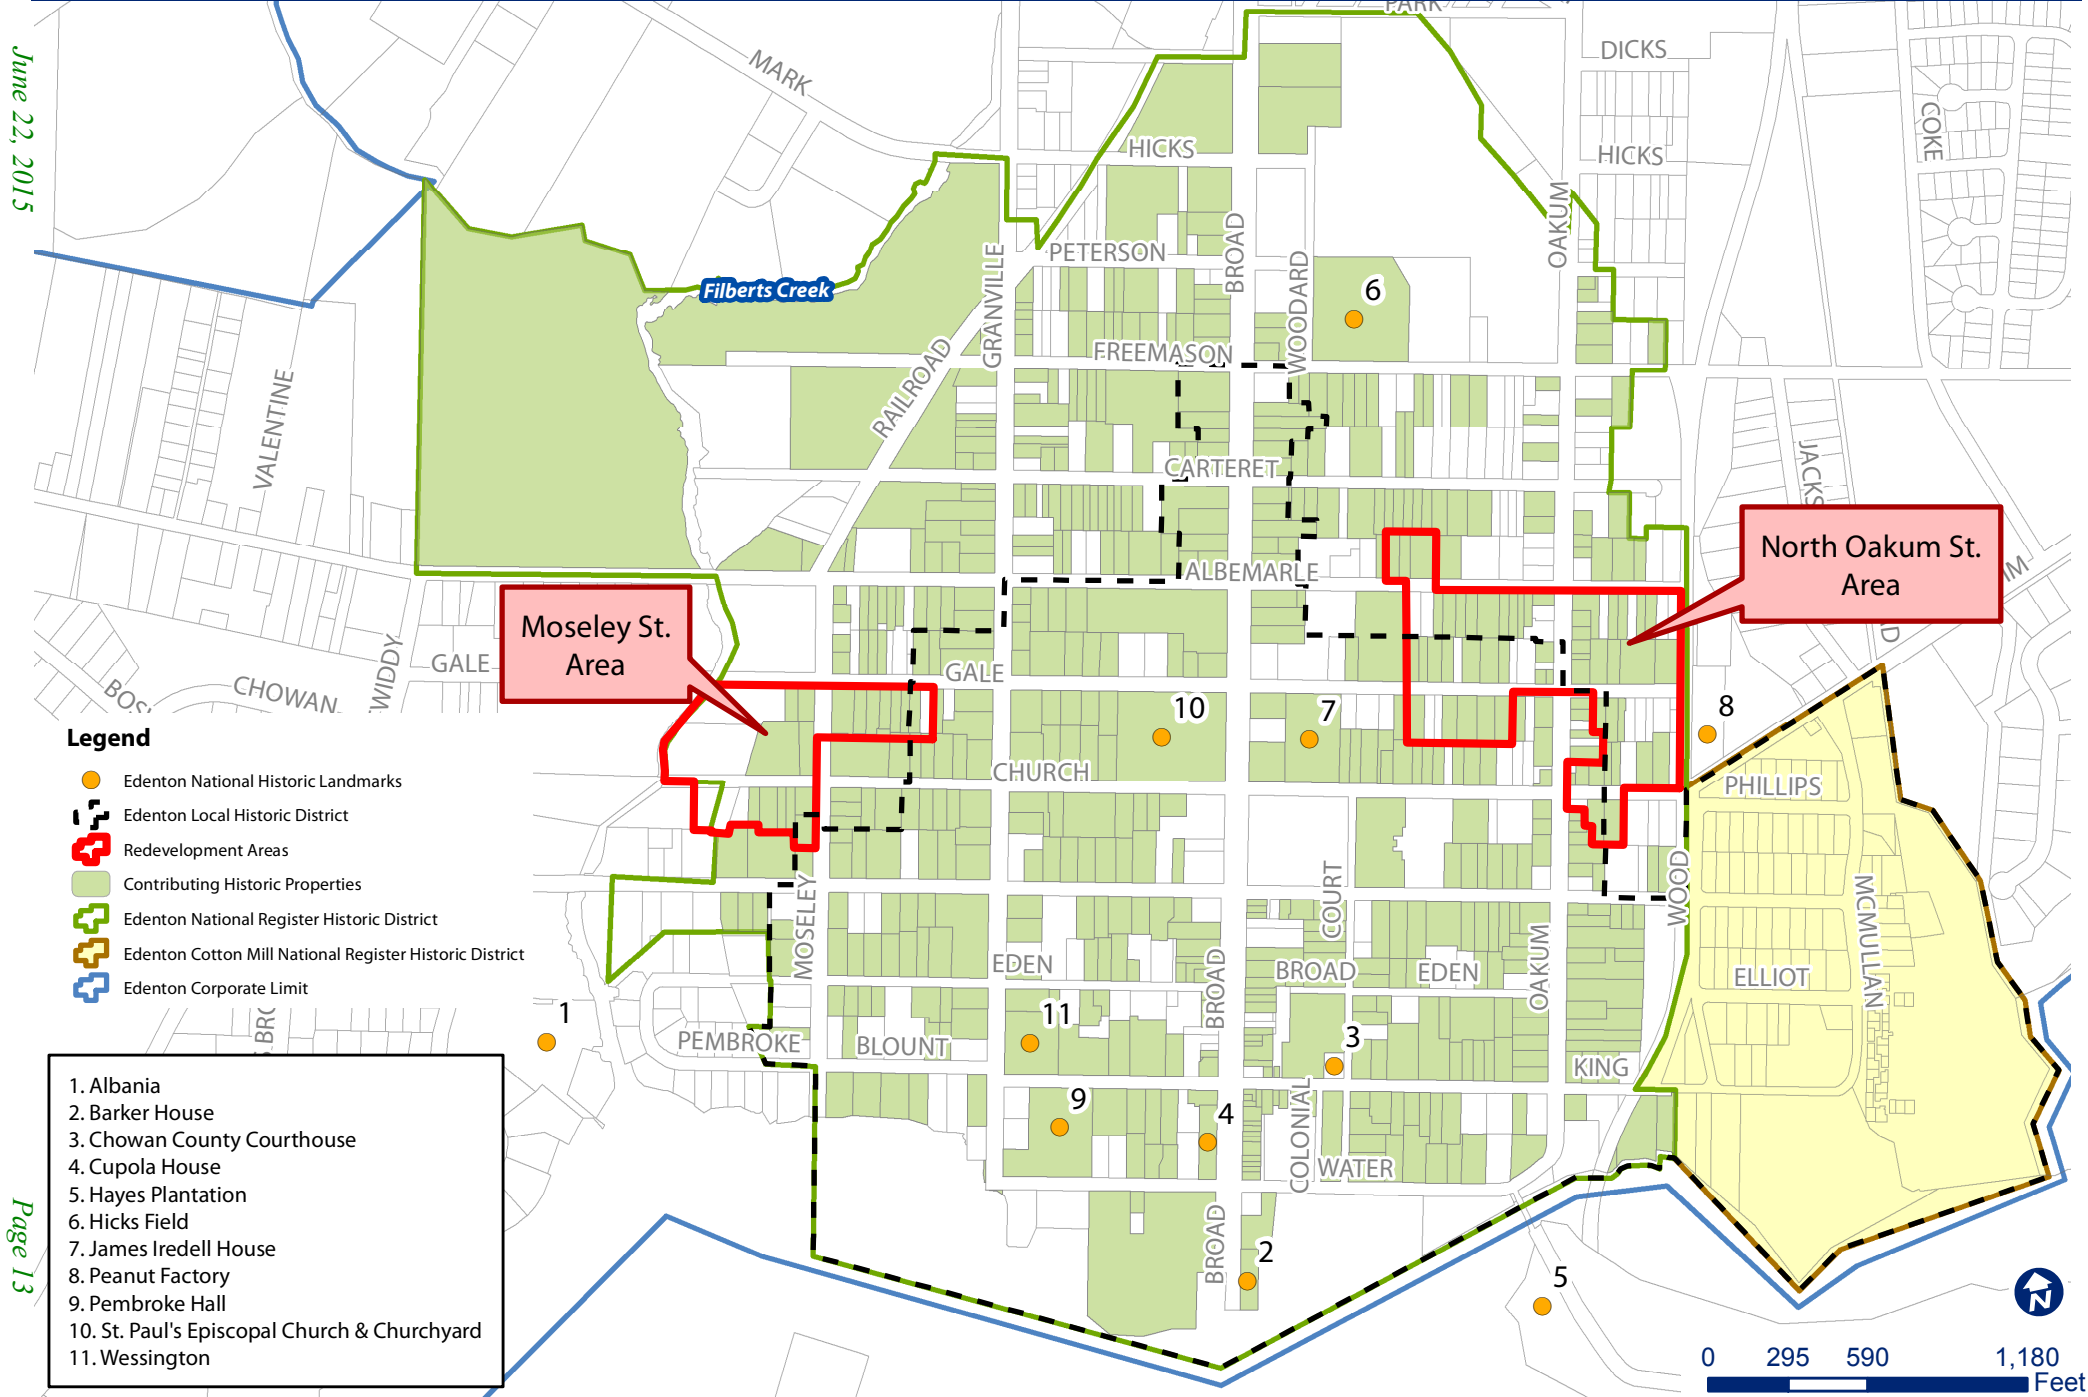 June 22, 2015
Page 13
PARK
MARK
DICKS
COKE
HICKS
HICKS
OAKUM
BROAD
PETERSON
GRANVILLE
WOODARD
Filberts Creek
6
FREEMASON
RAILROAD
VALENTINE
CARTERET
JACKS
North Oakum St.
Area
ALBEMARLE
Moseley St.
Area
GALE
GALE
CHOWAN
10
7
8
CHURCH
PHILLIPS
Legend
Edenton National Historic Landmarks
Edenton Local Historic District
Redevelopment Areas
Contributing Historic Properties
Edenton National Register Historic District
Edenton Cotton Mill National Register Historic District
Edenton Corporate Limit
MOSELEY
COURT
WOOD
MCMULLAN
EDEN
BROAD
BROAD
EDEN
OAKUM
ELLIOT
1
11
3
PEMBROKE
BLOUNT
KING
9
4
COLONIAL
WATER
BROAD
2
5
1. Albania
2. Barker House
3. Chowan County Courthouse
4. Cupola House
5. Hayes Plantation
6. Hicks Field
7. James Iredell House
8. Peanut Factory
9. Pembroke Hall
10. St. Paul's Episcopal Church & Churchyard
11. Wessington
N
0 295 590 1,180
Feet